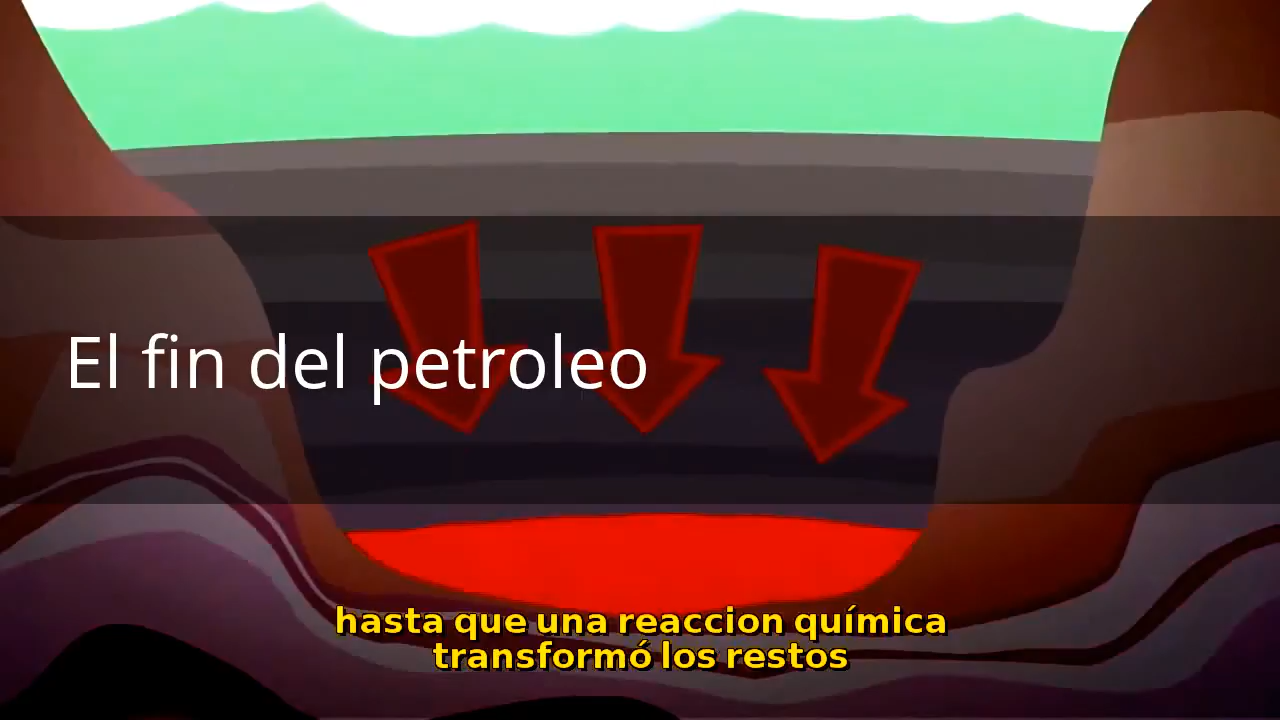 El fin del petroleo
hasta que una reaccion química
transformó los restos